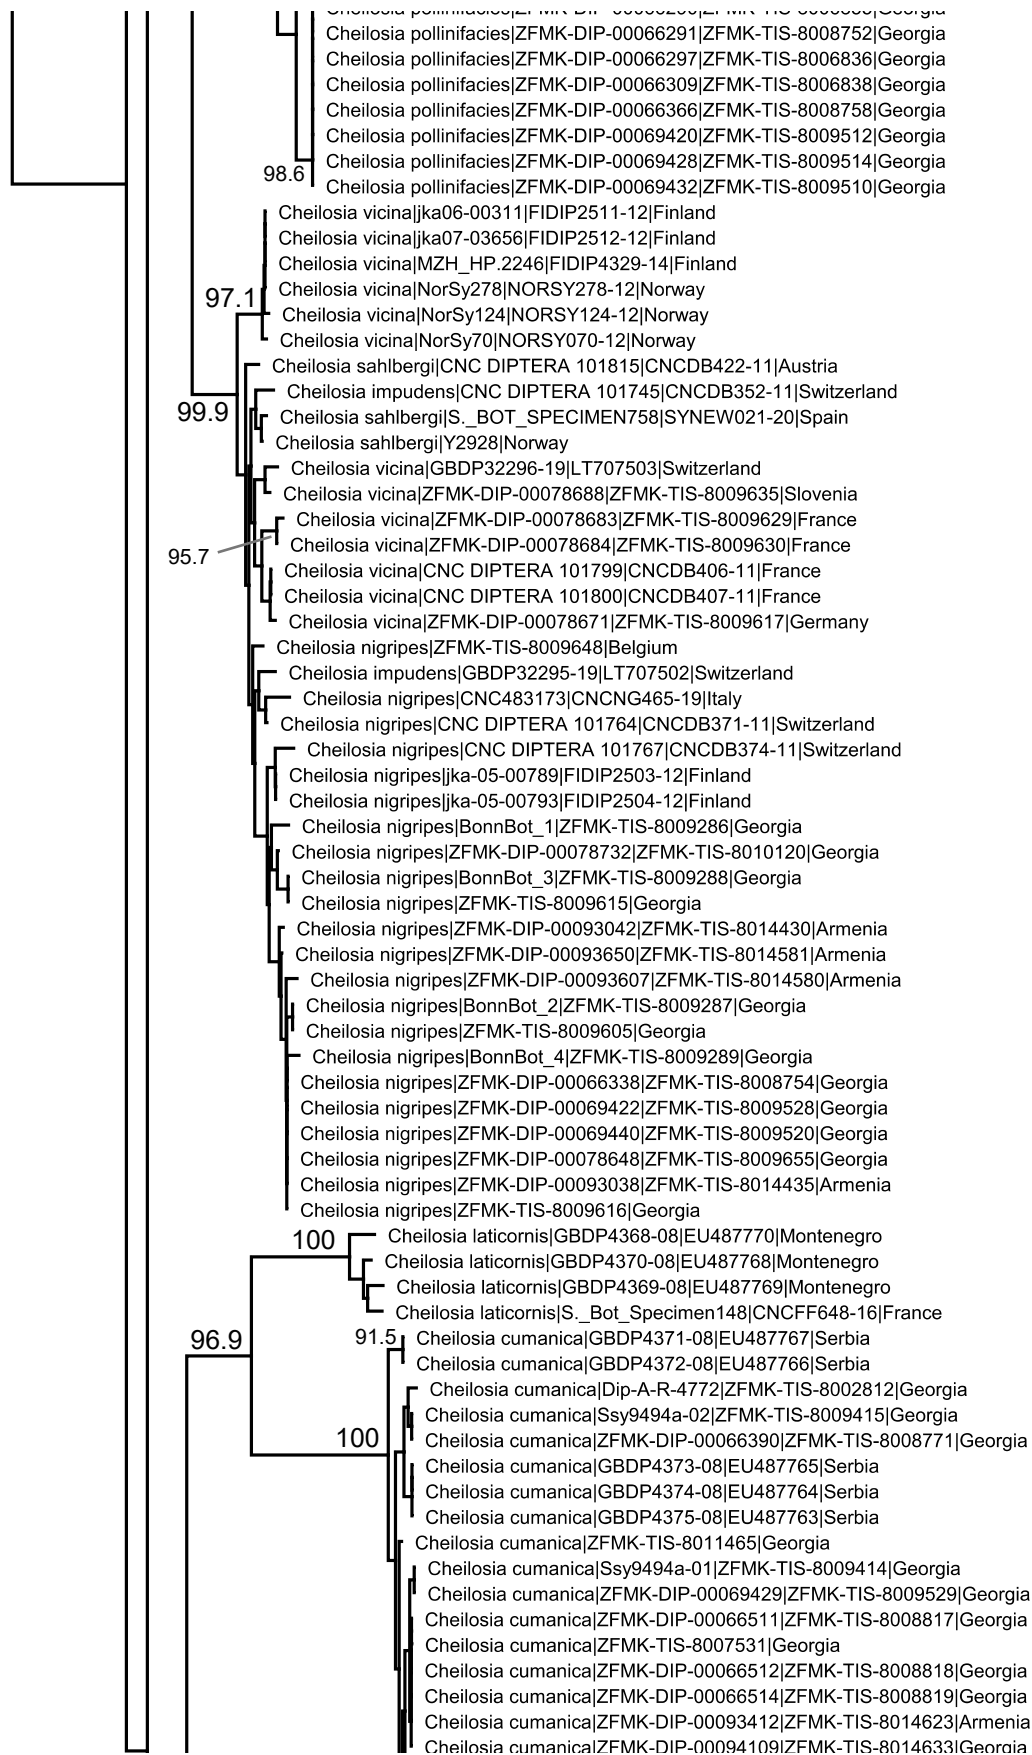 Cheilosia pollinifacies|ZFMK-DIP-00066291|ZFMK-TIS-8008752|Georgia
Cheilosia pollinifacies|ZFMK-DIP-00066297|ZFMK-TIS-8006836|Georgia
Cheilosia pollinifacies|ZFMK-DIP-00066309|ZFMK-TIS-8006838|Georgia
Cheilosia pollinifacies|ZFMK-DIP-00066366|ZFMK-TIS-8008758|Georgia
Cheilosia pollinifacies|ZFMK-DIP-00069420|ZFMK-TIS-8009512|Georgia
Cheilosia pollinifacies|ZFMK-DIP-00069428|ZFMK-TIS-8009514|Georgia
98.6
Cheilosia pollinifacies|ZFMK-DIP-00069432|ZFMK-TIS-8009510|Georgia
Cheilosia vicina|jka06-00311|FIDIP2511-12|Finland
Cheilosia vicina|jka07-03656|FIDIP2512-12|Finland
Cheilosia vicina|MZH_HP.2246|FIDIP4329-14|Finland
Cheilosia vicina|NorSy278|NORSY278-12|Norway
97.1
Cheilosia vicina|NorSy124|NORSY124-12|Norway
Cheilosia vicina|NorSy70|NORSY070-12|Norway
Cheilosia sahlbergi|CNC DIPTERA 101815|CNCDB422-11|Austria
Cheilosia impudens|CNC DIPTERA 101745|CNCDB352-11|Switzerland
99.9
Cheilosia sahlbergi|S._BOT_SPECIMEN758|SYNEW021-20|Spain
Cheilosia sahlbergi|Y2928|Norway
Cheilosia vicina|GBDP32296-19|LT707503|Switzerland
Cheilosia vicina|ZFMK-DIP-00078688|ZFMK-TIS-8009635|Slovenia
Cheilosia vicina|ZFMK-DIP-00078683|ZFMK-TIS-8009629|France
Cheilosia vicina|ZFMK-DIP-00078684|ZFMK-TIS-8009630|France
95.7
Cheilosia vicina|CNC DIPTERA 101799|CNCDB406-11|France
Cheilosia vicina|CNC DIPTERA 101800|CNCDB407-11|France
Cheilosia vicina|ZFMK-DIP-00078671|ZFMK-TIS-8009617|Germany
Cheilosia nigripes|ZFMK-TIS-8009648|Belgium
Cheilosia impudens|GBDP32295-19|LT707502|Switzerland
Cheilosia nigripes|CNC483173|CNCNG465-19|Italy
Cheilosia nigripes|CNC DIPTERA 101764|CNCDB371-11|Switzerland
Cheilosia nigripes|CNC DIPTERA 101767|CNCDB374-11|Switzerland
Cheilosia nigripes|jka-05-00789|FIDIP2503-12|Finland
Cheilosia nigripes|jka-05-00793|FIDIP2504-12|Finland
Cheilosia nigripes|BonnBot_1|ZFMK-TIS-8009286|Georgia
Cheilosia nigripes|ZFMK-DIP-00078732|ZFMK-TIS-8010120|Georgia
Cheilosia nigripes|BonnBot_3|ZFMK-TIS-8009288|Georgia
Cheilosia nigripes|ZFMK-TIS-8009615|Georgia
Cheilosia nigripes|ZFMK-DIP-00093042|ZFMK-TIS-8014430|Armenia
Cheilosia nigripes|ZFMK-DIP-00093650|ZFMK-TIS-8014581|Armenia
Cheilosia nigripes|ZFMK-DIP-00093607|ZFMK-TIS-8014580|Armenia
Cheilosia nigripes|BonnBot_2|ZFMK-TIS-8009287|Georgia
Cheilosia nigripes|ZFMK-TIS-8009605|Georgia
Cheilosia nigripes|BonnBot_4|ZFMK-TIS-8009289|Georgia
Cheilosia nigripes|ZFMK-DIP-00066338|ZFMK-TIS-8008754|Georgia
Cheilosia nigripes|ZFMK-DIP-00069422|ZFMK-TIS-8009528|Georgia
Cheilosia nigripes|ZFMK-DIP-00069440|ZFMK-TIS-8009520|Georgia
Cheilosia nigripes|ZFMK-DIP-00078648|ZFMK-TIS-8009655|Georgia
Cheilosia nigripes|ZFMK-DIP-00093038|ZFMK-TIS-8014435|Armenia
Cheilosia nigripes|ZFMK-TIS-8009616|Georgia
100
Cheilosia laticornis|GBDP4368-08|EU487770|Montenegro
Cheilosia laticornis|GBDP4370-08|EU487768|Montenegro
Cheilosia laticornis|GBDP4369-08|EU487769|Montenegro
Cheilosia laticornis|S._Bot_Specimen148|CNCFF648-16|France
96.9
91.5
Cheilosia cumanica|GBDP4371-08|EU487767|Serbia
Cheilosia cumanica|GBDP4372-08|EU487766|Serbia
Cheilosia cumanica|Dip-A-R-4772|ZFMK-TIS-8002812|Georgia
Cheilosia cumanica|Ssy9494a-02|ZFMK-TIS-8009415|Georgia
100
Cheilosia cumanica|ZFMK-DIP-00066390|ZFMK-TIS-8008771|Georgia
Cheilosia cumanica|GBDP4373-08|EU487765|Serbia
Cheilosia cumanica|GBDP4374-08|EU487764|Serbia
Cheilosia cumanica|GBDP4375-08|EU487763|Serbia
Cheilosia cumanica|ZFMK-TIS-8011465|Georgia
Cheilosia cumanica|Ssy9494a-01|ZFMK-TIS-8009414|Georgia
Cheilosia cumanica|ZFMK-DIP-00069429|ZFMK-TIS-8009529|Georgia
Cheilosia cumanica|ZFMK-DIP-00066511|ZFMK-TIS-8008817|Georgia
Cheilosia cumanica|ZFMK-TIS-8007531|Georgia
Cheilosia cumanica|ZFMK-DIP-00066512|ZFMK-TIS-8008818|Georgia
Cheilosia cumanica|ZFMK-DIP-00066514|ZFMK-TIS-8008819|Georgia
Cheilosia cumanica|ZFMK-DIP-00093412|ZFMK-TIS-8014623|Armenia
Cheilosia cumanica|ZFMK-DIP-00094109|ZFMK-TIS-8014633|Georgia